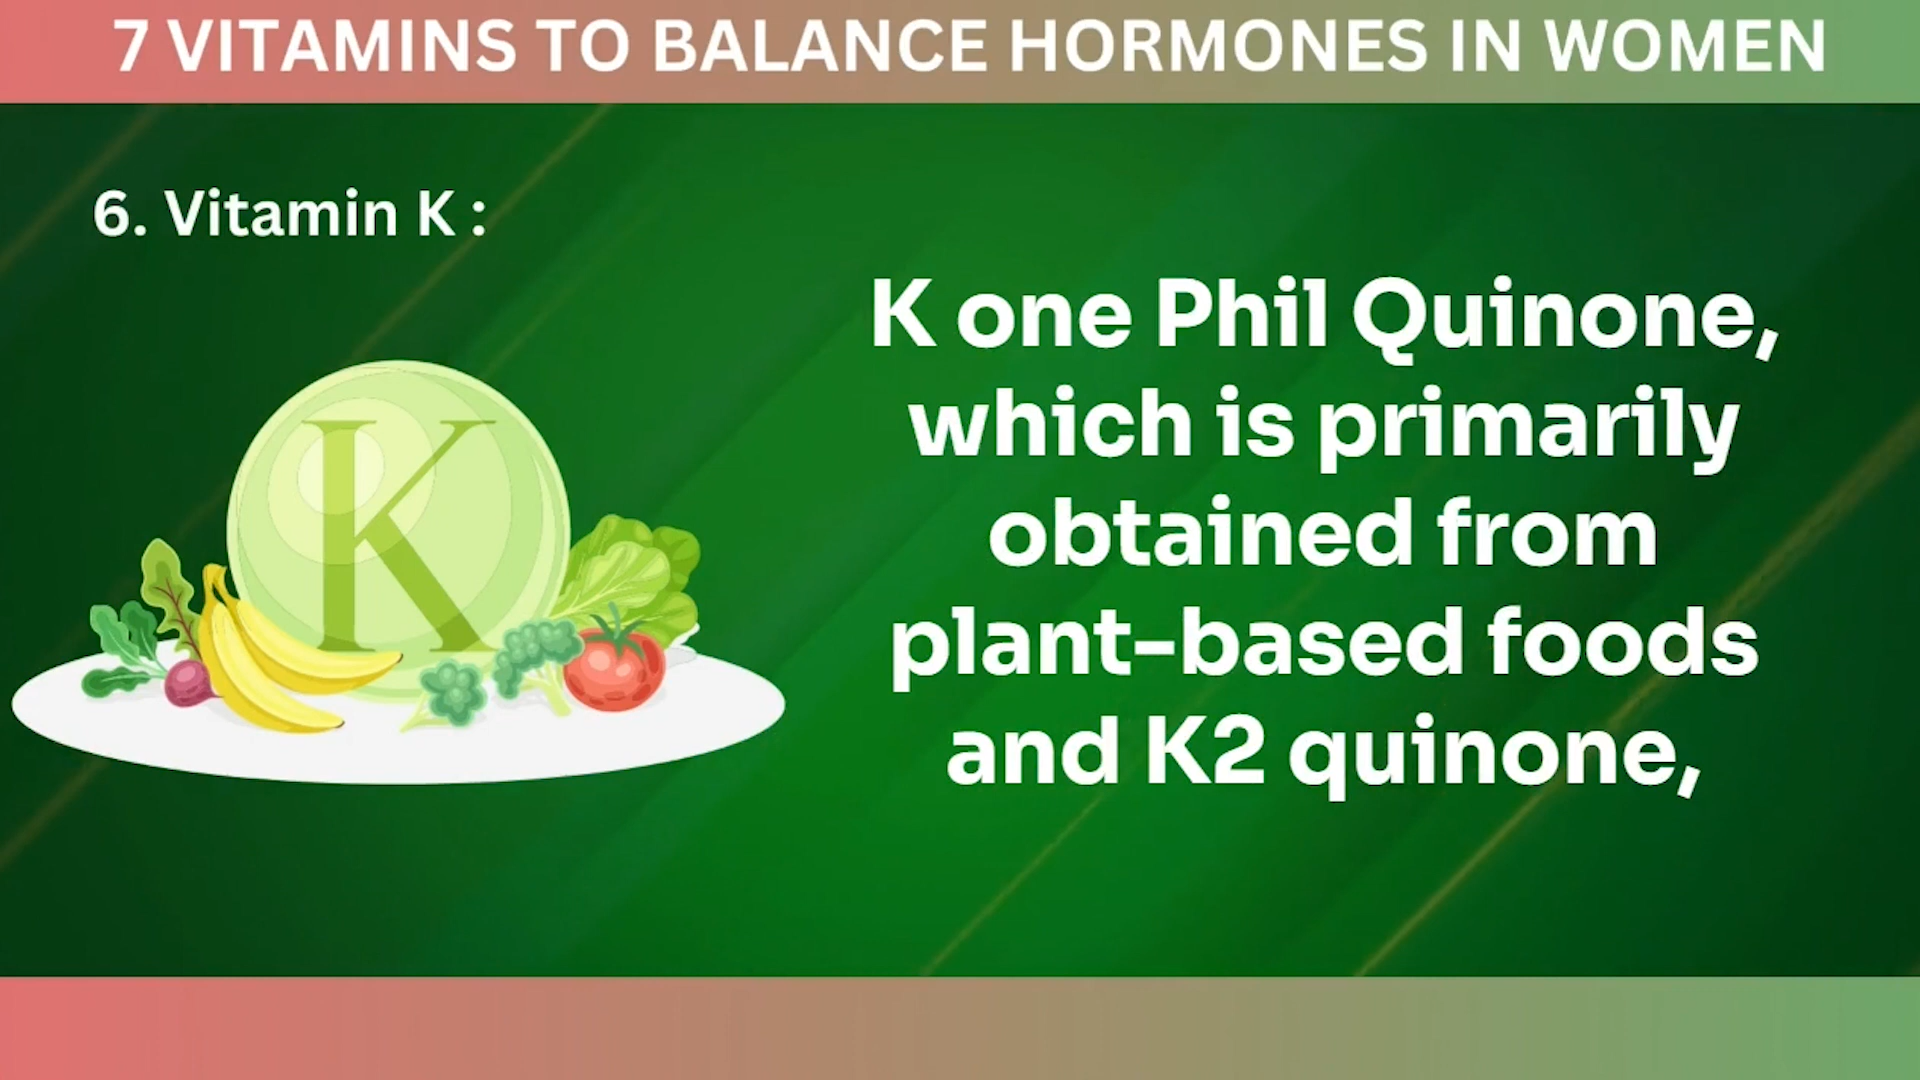 7 VITAMINS TO BALANCE HORMONES IN WOMEN
6. Vitamin K :
K
K one Phil Quinone,
which is primarily
obtained from
plant-based foods
and K2 quinone,